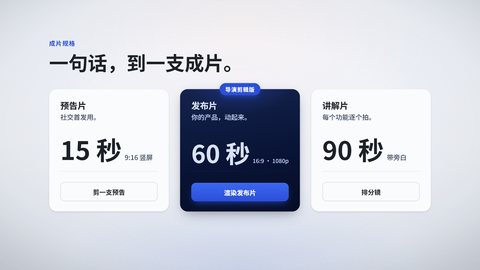 成片规格
一句话，到一支成片。
预告片
社交首发用。
15 秒 9:16 竖屏
剪一支预告
导演剪辑版
发布片
你的产品，动起来。
60 秒 16:9 · 1080p
渲染发布片
讲解片
每个功能逐个拍。
90 秒 带旁白
排分镜